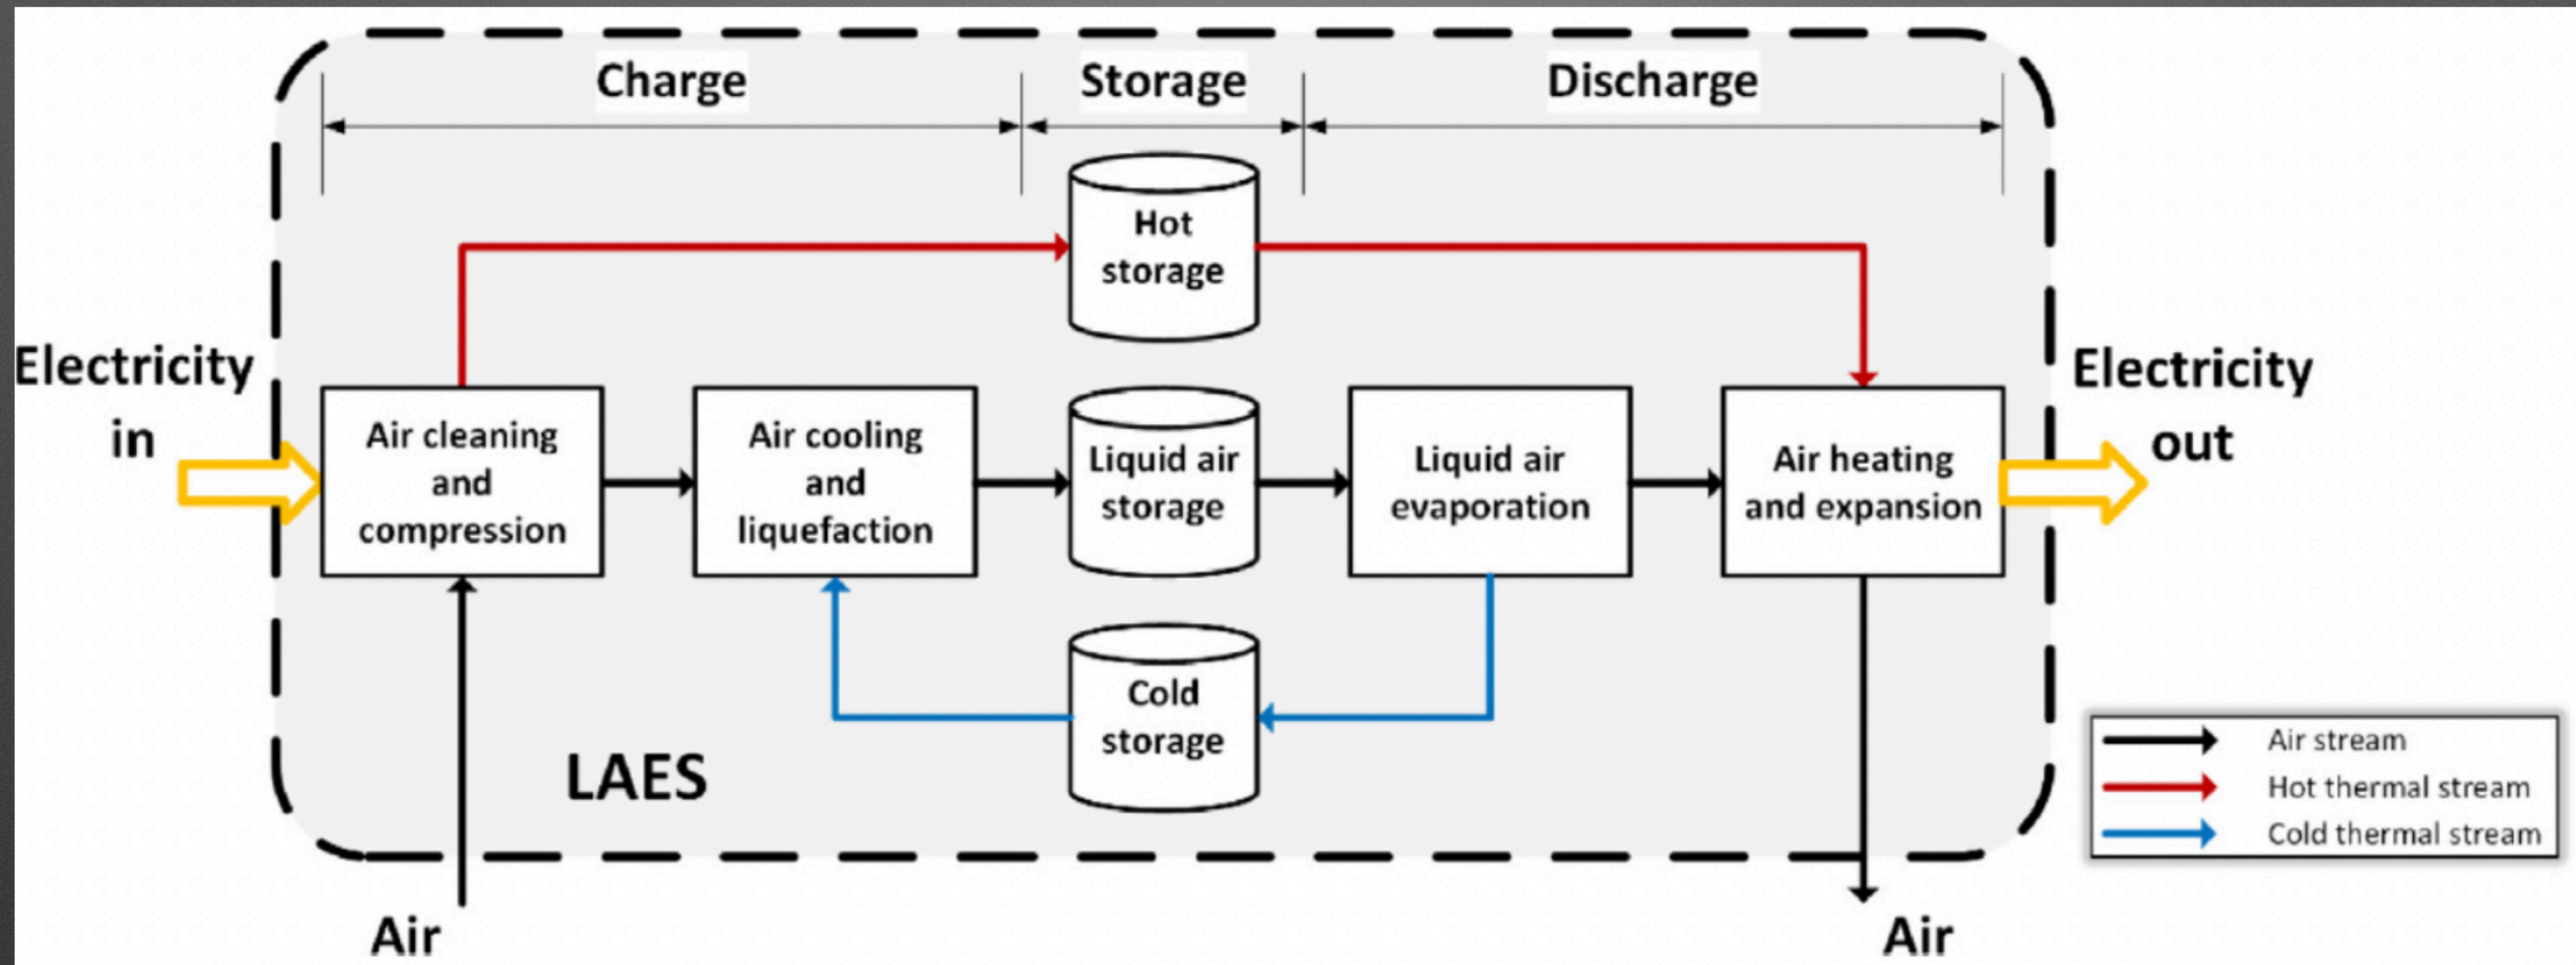 Charge
Storage
Discharge
Hot
storage
Electricity
in
Air cleaning
and
compression
Air cooling
and
liquefaction
Liquid air
storage
Liquid air
evaporation
Air heating
and expansion
Electricity
out
Cold
storage
LAES
Air stream
Hot thermal stream
Cold thermal stream
Air
Air